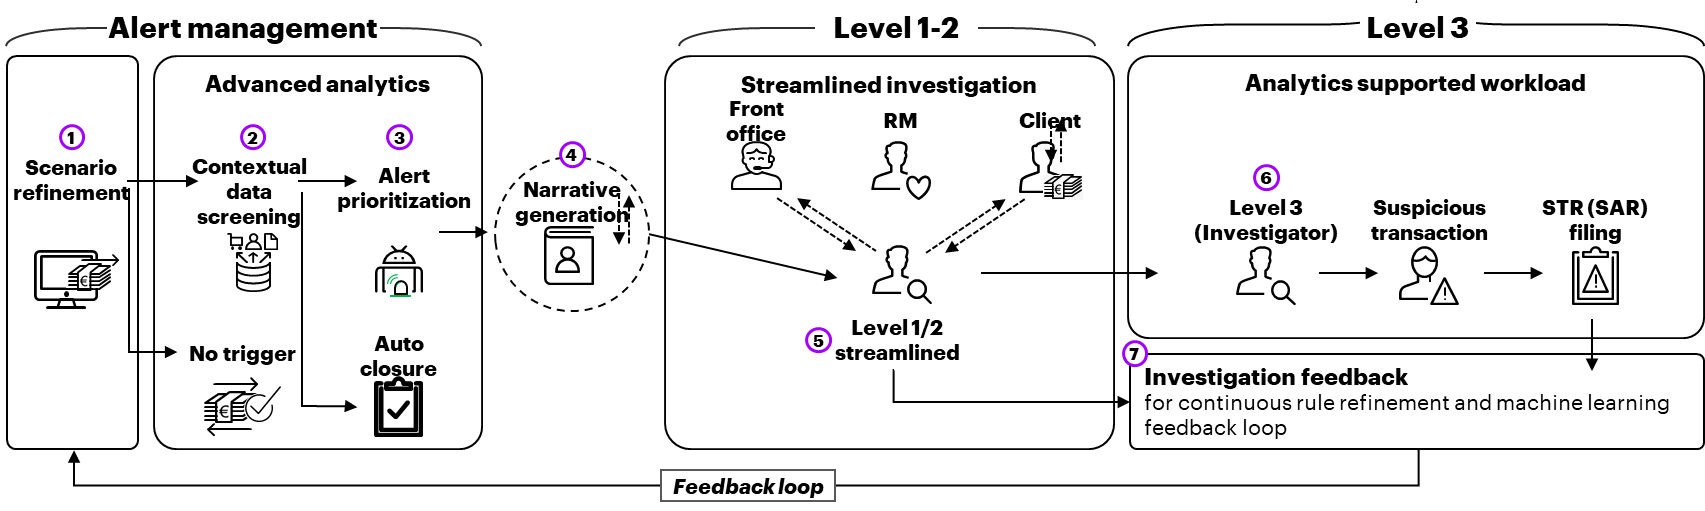 Alert management
Level 1-2
Level 3
Advanced analytics
1
Scenario
refinement
2
Contextual
data
screening
3
Alert
prioritization
No trigger
Auto
closure
4
Narrative
generation
Streamlined investigation
Front
office
RM
Client
5
Level 1/2
streamlined
Analytics supported workload
6
Level 3
(Investigator)
Suspicious
transaction
STR (SAR)
filing
7
Investigation feedback
for continuous rule refinement and machine learning
feedback loop
Feedback loop